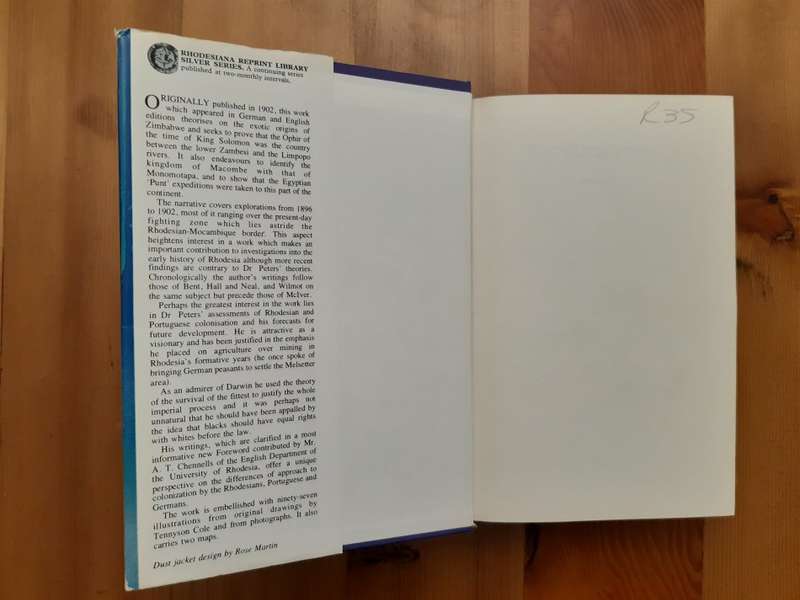 RHODESIANA REPRINT LIBRARY
SILVER SERIES. A continuing series
published at two-monthly intervals.
ORIGINALLY published in 1902, this work
which appeared in German and English
editions theorises on the exotic origins of
Zimbabwe and seeks to prove that the Ophir of
the time of King Solomon was the country
between the lower Zambesi and the Limpopo
rivers. It also endeavours to identify the
kingdom of Macombe with that of
Monomotapa, and to show that the Egyptian
'Punt' expeditions were taken to this part of the
continent.
The narrative covers explorations from 1896
to 1902, most of it ranging over the present-day
fighting zone which lies astride the
Rhodesian-Mocambique border. This aspect
heightens interest in a work which makes an
important contribution to investigations into the
early history of Rhodesia although more recent
findings are contrary to Dr Peters' theories.
Chronologically the author's writings follow
those of Bent, Hall and Neal, and Wilmot on
the same subject but precede those of McIver.
Perhaps the greatest interest in the work lies
in Dr Peters' assessments of Rhodesian and
Portuguese colonisation and his forecasts for
future development. He is attractive as a
visionary and has been justified in the emphasis
he placed on agriculture over mining in
Rhodesia's formative years (he once spoke of
bringing German peasants to settle the Melsetter
area).
As an admirer of Darwin he used the theory
of the survival of the fittest to justify the whole
imperial process and it was perhaps not
unnatural that he should have been appalled by
the idea that blacks should have equal rights
with whites before the law.
His writings, which are clarified in a most
informative new Foreword contributed by Mr.
A. T. Chennells of the English Department of
the University of Rhodesia, offer a unique
perspective on the differences of approach to
colonization by the Rhodesians, Portuguese and
Germans.
The work is embellished with ninety-seven
illustrations from original drawings by
Tennyson Cole and from photographs. It also
carries two maps.
Dust jacket design by Rose Martin
R35